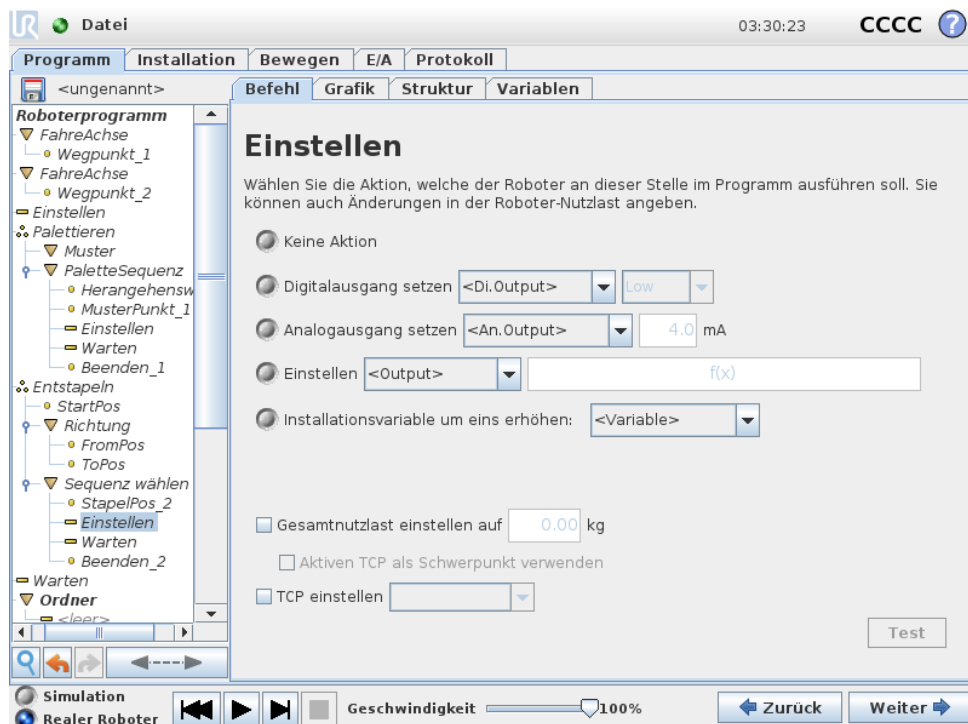 UR Datei 03:30:23 CCCC ?
Programm Installation Bewegen E/A Protokoll
<ungenannt>
Befehl Grafik Struktur Variablen
Roboterprogramm
FahreAchse
Wegpunkt_1
FahreAchse
Wegpunkt_2
Einstellen
Palettieren
Muster
PaletteSequenz
Herangehensw
MusterPunkt_1
Einstellen
Warten
Beenden_1
Entstapeln
StartPos
Richtung
FromPos
ToPos
Sequenz wählen
StapelPos_2
Einstellen
Warten
Beenden_2
Warten
Ordner
<leer>
Einstellen
Wählen Sie die Aktion, welche der Roboter an dieser Stelle im Programm ausführen soll. Sie
können auch Änderungen in der Roboter-Nutzlast angeben.
Keine Aktion
Digitalausgang setzen <Di.Output> Low
Analogausgang setzen <An.Output> 4.0 mA
Einstellen <Output> f(x)
Installationsvariable um eins erhöhen: <Variable>
Gesamtnutzlast einstellen auf 0.00 kg
Aktiven TCP als Schwerpunkt verwenden
TCP einstellen
Test
Simulation
Realer Roboter
Geschwindigkeit 100%
Zurück Weiter